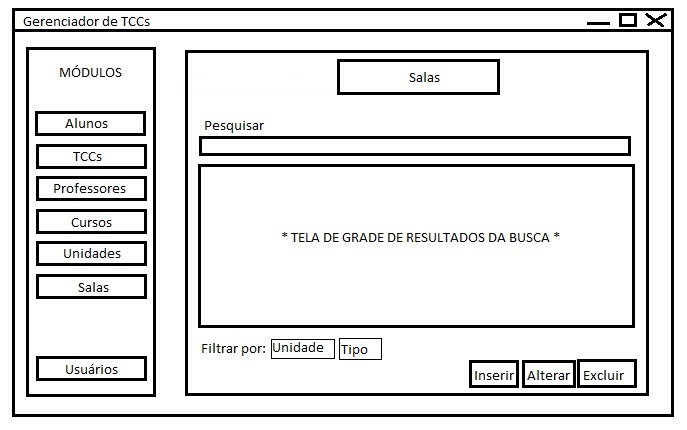 Gerenciador de TCCs
MÓDULOS
Alunos
TCCs
Professores
Cursos
Unidades
Salas
Usuários
Salas
Pesquisar
* TELA DE GRADE DE RESULTADOS DA BUSCA *
Filtrar por: Unidade Tipo
Inserir Alterar Excluir